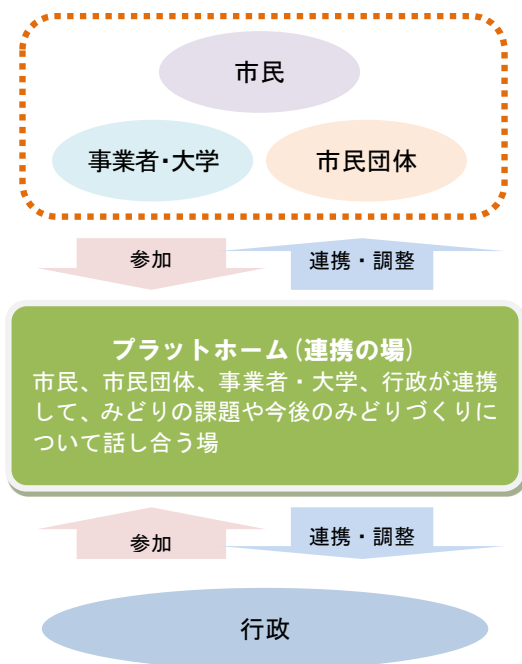 市民
事業者・大学
市民団体
参加
連携・調整
プラットホーム(連携の場)
市民、市民団体、事業者・大学、行政が連携
して、みどりの課題や今後のみどりづくりに
ついて話し合う場
参加
連携・調整
行政